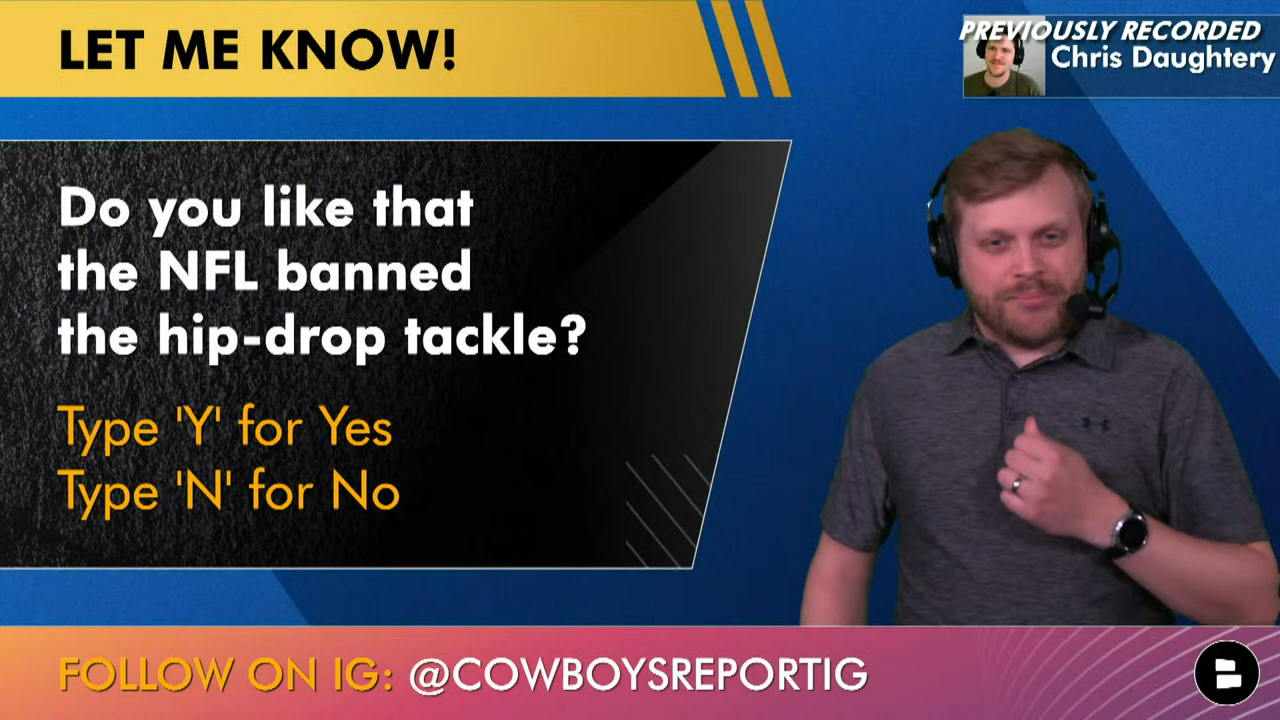 LET ME KNOW!
PREVIOUSLY RECORDED
Chris Daughtery
Do you like that
the NFL banned
the hip-drop tackle?
Type 'Y' for Yes
Type 'N' for No
FOLLOW ON IG: @COWBOYSREPORTIG